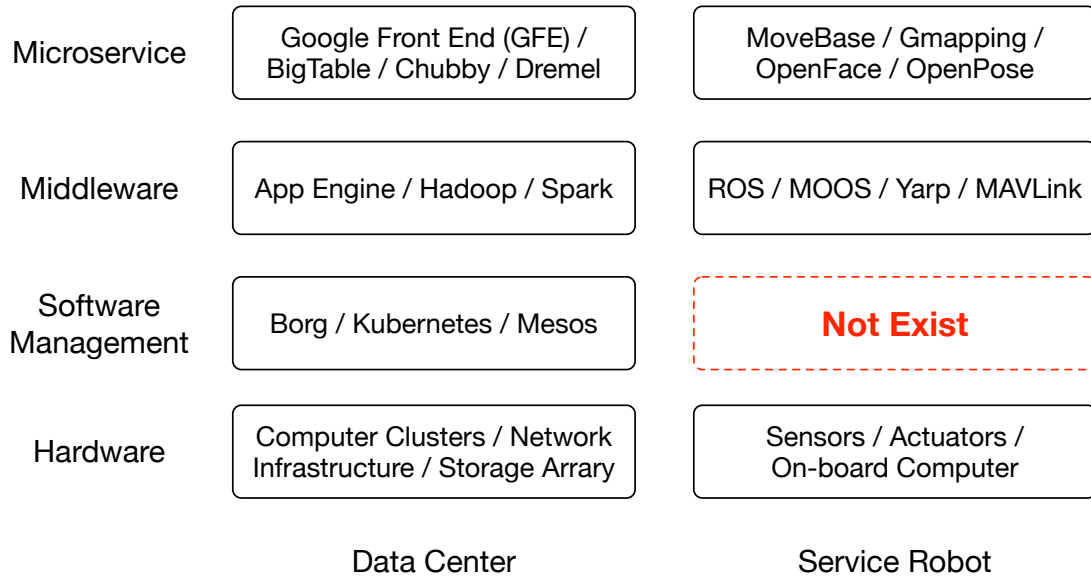 Microservice
Google Front End (GFE) /
BigTable / Chubby / Dremel
MoveBase / Gmapping /
OpenFace / OpenPose
Middleware
App Engine / Hadoop / Spark
ROS / MOOS / Yarp / MAVLink
Software
Management
Borg / Kubernetes / Mesos
Not Exist
Hardware
Computer Clusters / Network
Infrastructure / Storage Arrary
Sensors / Actuators /
On-board Computer
Data Center
Service Robot